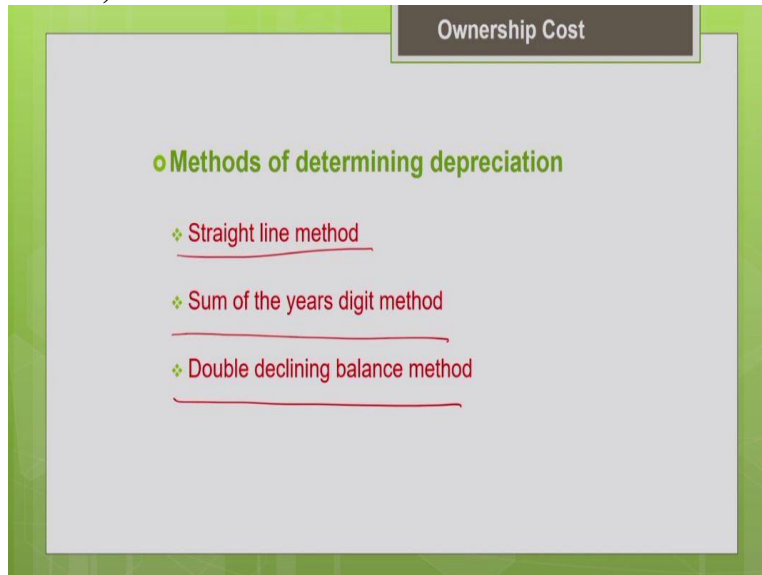 Ownership Cost
Methods of determining depreciation
Straight line method
Sum of the years digit method
Double declining balance method